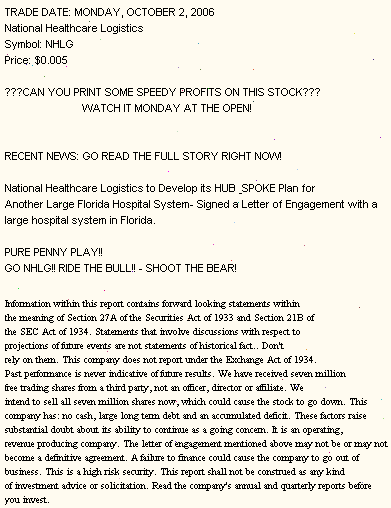 TRADE DATE: MONDAY, OCTOBER 2, 2006
National Healthcare Logistics
Symbol: NHLG
Price: $0.005
???CAN YOU PRINT SOME SPEEDY PROFITS ON THIS STOCK???
WATCH IT MONDAY AT THE OPEN!
RECENT NEWS: GO READ THE FULL STORY RIGHT NOW!
National Healthcare Logistics to Develop its HUB_SPOKE Plan for
Another Large Florida Hospital System- Signed a Letter of Engagement with a
large hospital system in Florida.
PURE PENNY PLAY!!
GO NHLG!! RIDE THE BULL!! - SHOOT THE BEAR!
Information within this report contains forward looking statements within
the meaning of Section 27A of the Securities Act of 1933 and Section 21B of
the SEC Act of 1934. Statements that involve discussions with respect to
projections of future events are not statements of historical fact.. Don't
rely on them. This company does not report under the Exchange Act of 1934.
Past performance is never indicative of future results. We have received seven million
free trading shares from a third party, not an officer, director or affiliate. We
intend to sell all seven million shares now, which could cause the stock to go down. This
company has: no cash, large long term debt and an accumulated deficit. These factors raise
substantial doubt about its ability to continue as a going concern. It is an operating,
revenue producing company. The letter of engagement mentioned above may not be or may not
become a definitive agreement. A failure to finance could cause the company to go out of
business. This is a high risk security. This report shall not be construed as any kind
of investment advice or solicitation. Read the company's annual and quarterly reports before
you invest.